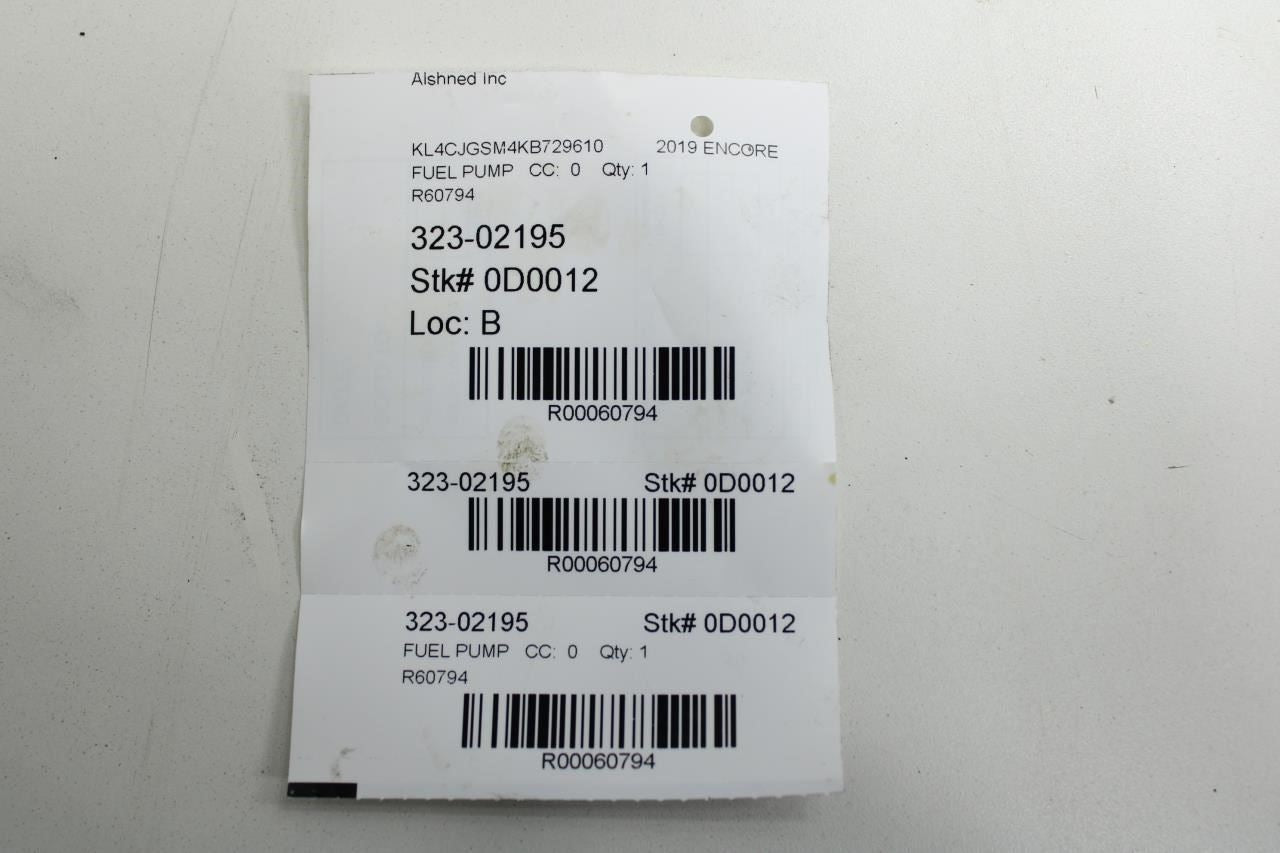 Alshned Inc
KL4CJGSM4KB729610 2019 ENCORE
FUEL PUMP CC: 0 Qty: 1
R60794
323-02195
Stk# 0D0012
Loc: B
R00060794
323-02195 Stk# 0D0012
R00060794
323-02195 Stk# 0D0012
FUEL PUMP CC: 0 Qty: 1
R60794
R00060794